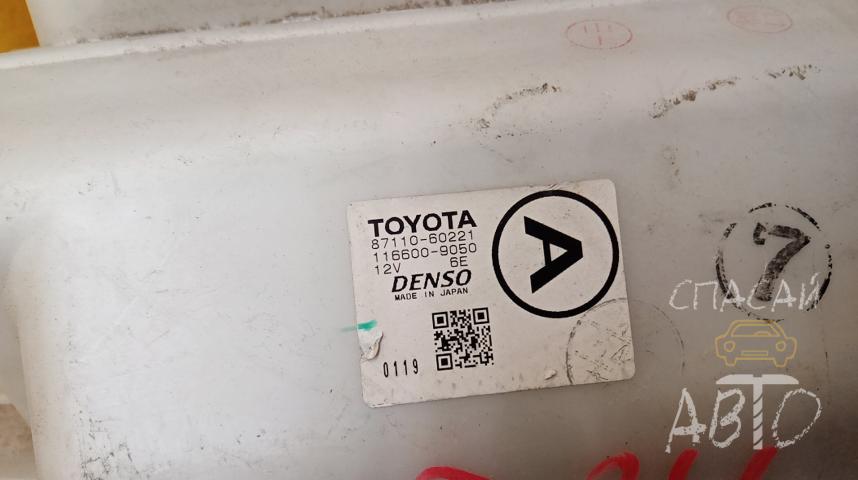 TOYOTA
87110-60221
116600-9050
12V 6E
DENSO
MADE IN JAPAN
0119
A
7
СПАСАЙ
АВТО